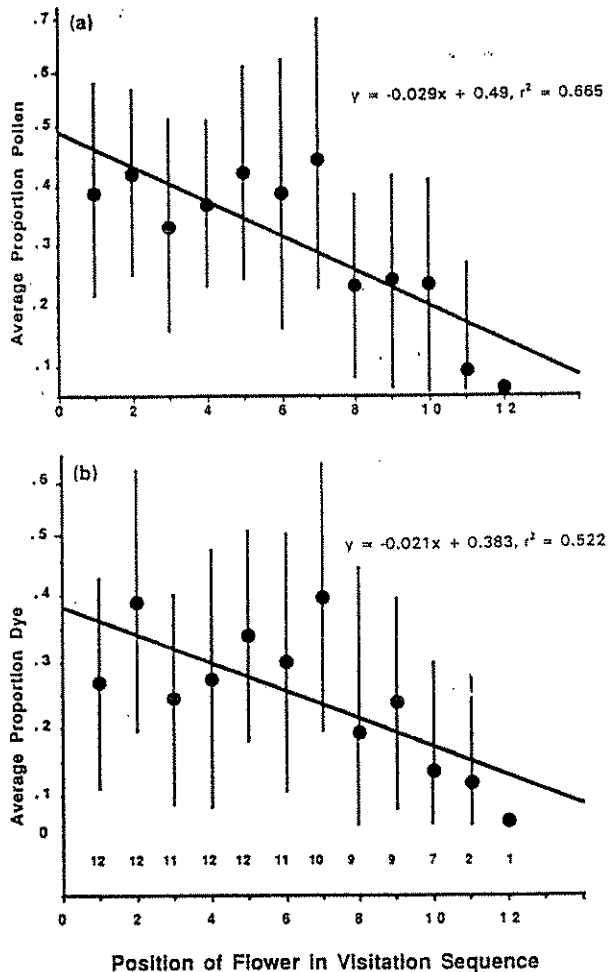 (a)
y = -0.029x + 0.49, r² = 0.665
Average Proportion Pollen
.7
.6
.5
.4
.3
.2
.1
0 2 4 6 8 10 12
(b)
y = -0.021x + 0.383, r² = 0.522
Average Proportion Dye
.6
.5
.4
.3
.2
.1
0
12 12 11 12 12 11 10 9 9 7 2 1
0 2 4 6 8 10 12
Position of Flower in Visitation Sequence